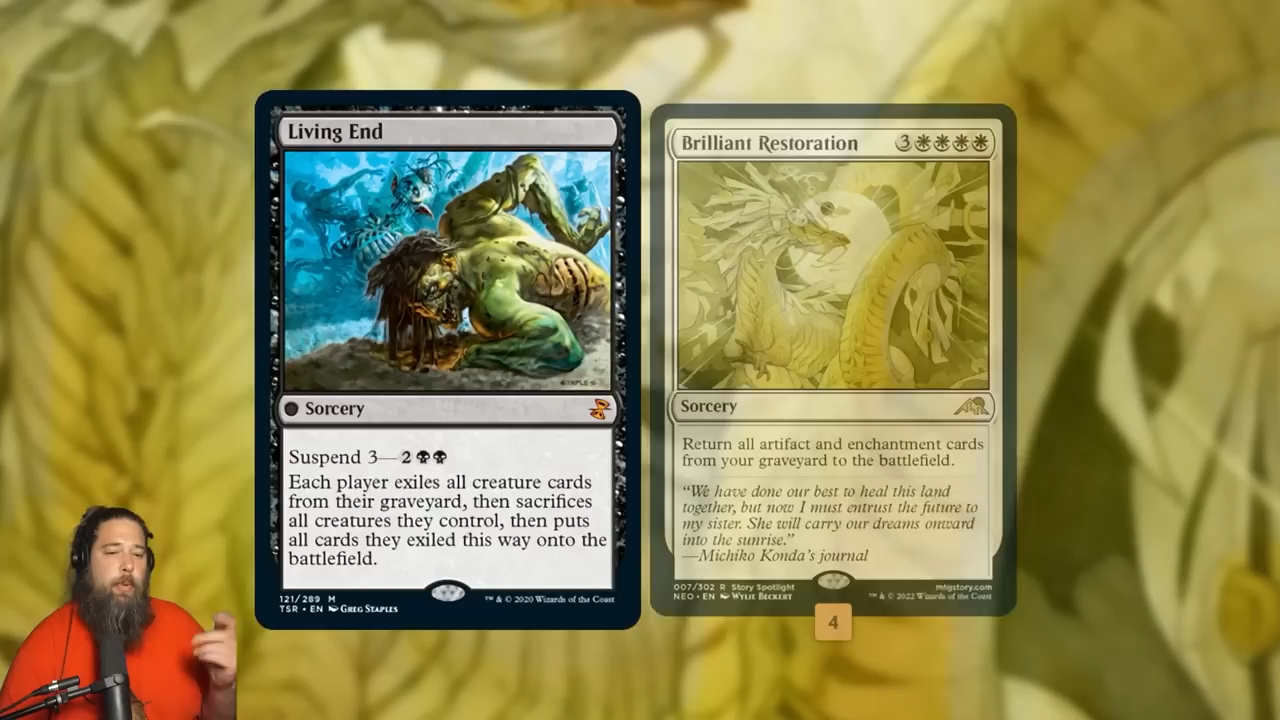 Living End
Sorcery
Suspend 3—2
Each player exiles all creature cards
from their graveyard, then sacrifices
all creatures they control, then puts
all cards they exiled this way onto the
battlefield.
121/289 M
TSR • EN Greg Staples
™ & © 2020 Wizards of the Coast
Brilliant Restoration
3
Sorcery
Return all artifact and enchantment cards
from your graveyard to the battlefield.
“We have done our best to heal this land
together, but now I must entrust the future to
my sister. She will carry our dreams onward
into the sunrise.”
—Michiko Konda’s journal
007/302 R Story Spotlight
NEO • EN Wylie Beckert
mtgstory.com
™ & © 2022 Wizards of the Coast
4